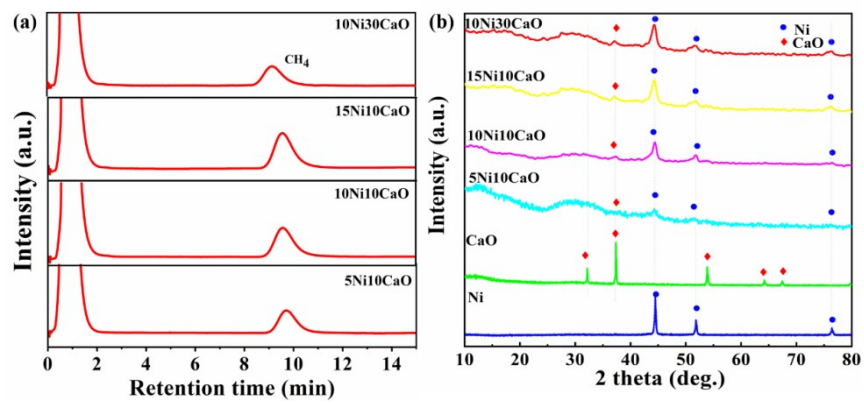 (a)
10Ni30CaO
CH4
15Ni10CaO
10Ni10CaO
5Ni10CaO
Intensity (a.u.)
0 2 4 6 8 10 12 14
Retention time (min)
(b)
10Ni30CaO
Ni
CaO
15Ni10CaO
10Ni10CaO
5Ni10CaO
CaO
Ni
Intensity (a.u.)
10 20 30 40 50 60 70 80
2 theta (deg.)